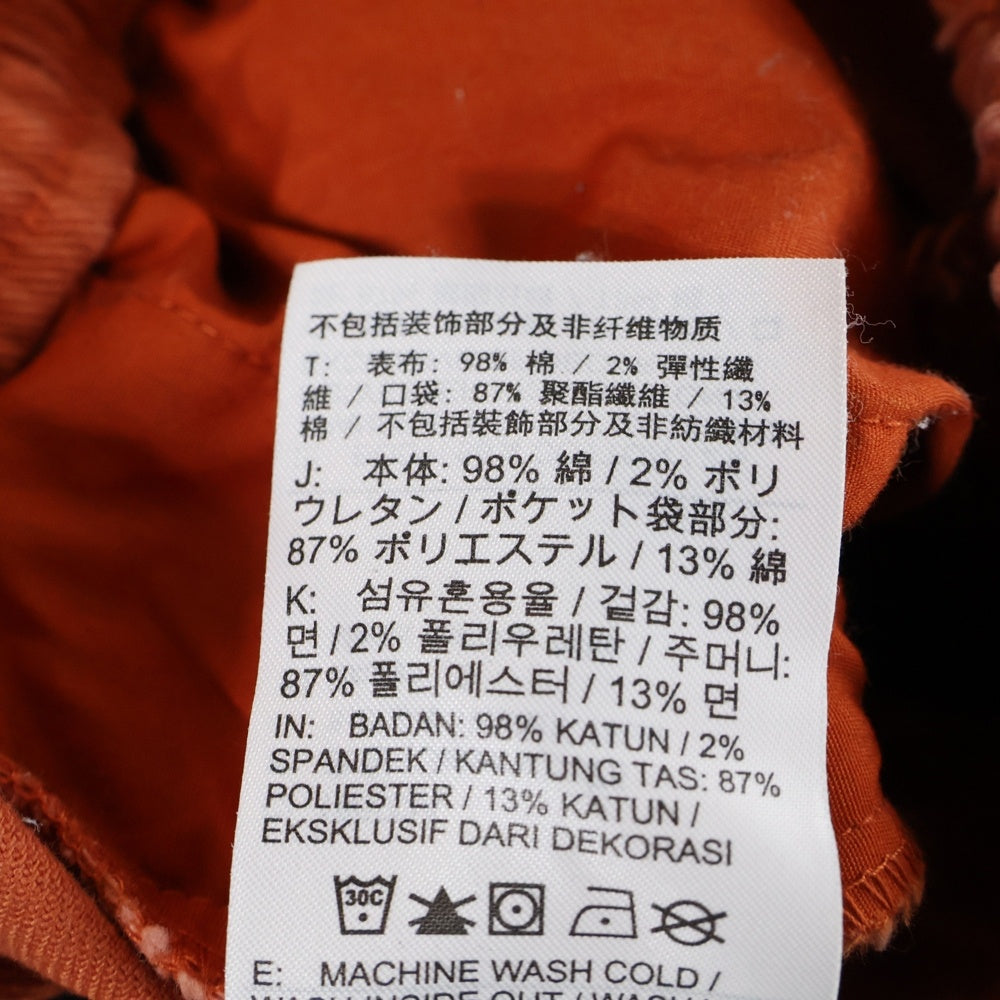 不包括装饰部分及非纤维物质
T: 表布: 98% 棉 / 2% 彈性纖
維 / 口袋: 87% 聚酯纖維 / 13%
棉 / 不包括裝飾部分及非紡織材料
J: 本体: 98% 綿 / 2% ポリ
ウレタン / ポケット袋部分:
87% ポリエステル / 13% 綿
K: 섬유혼용율 / 겉감: 98%
면 / 2% 폴리우레탄 / 주머니:
87% 폴리에스터 / 13% 면
IN: BADAN: 98% KATUN / 2%
SPANDEK / KANTUNG TAS: 87%
POLIESTER / 13% KATUN /
EKSKLUSIF DARI DEKORASI
30C
E: MACHINE WASH COLD /
WASH INSIDE OUT / WASH